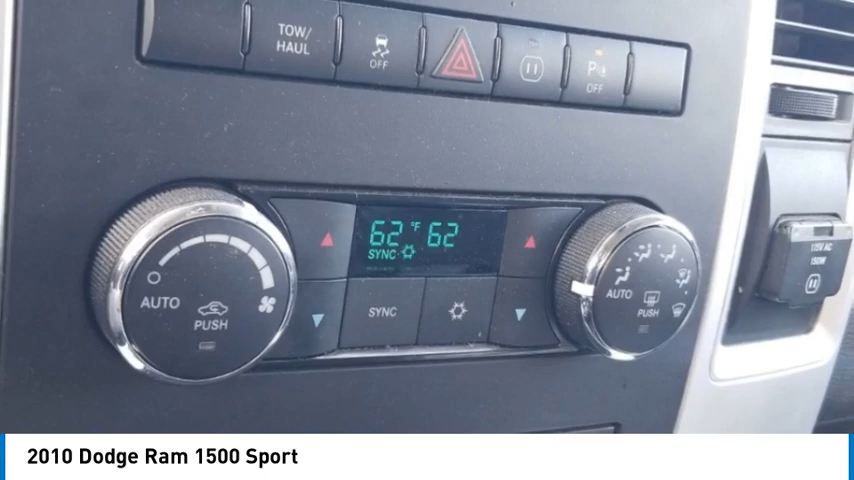 TOW/
HAUL
OFF
P
OFF
115V AC
150W
62 °F 62
SYNC
AUTO
PUSH
SYNC
AUTO
PUSH
2010 Dodge Ram 1500 Sport